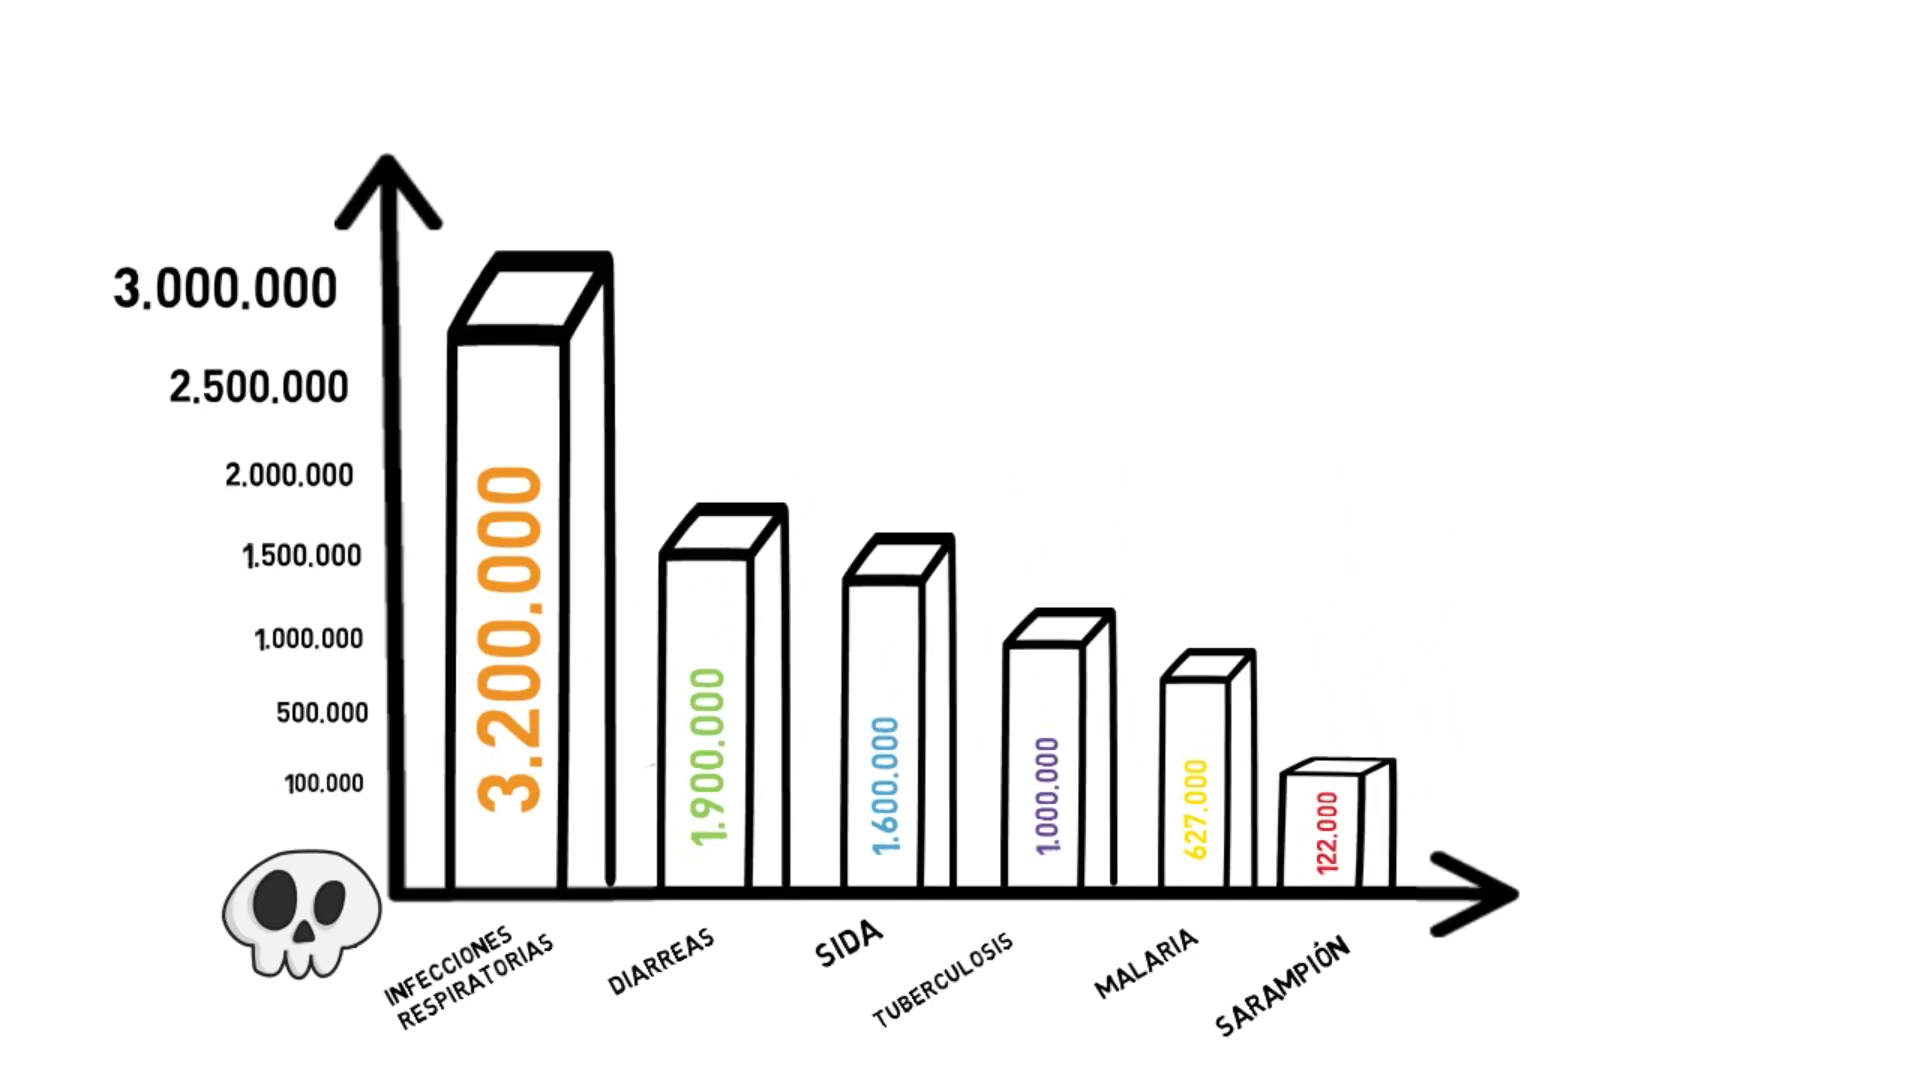 3.000.000
2.500.000
2.000.000
1.500.000
1.000.000
500.000
100.000
3.200.000
1.900.000
1.600.000
1.000.000
627.000
122.000
INFECCIONES
RESPIRATORIAS
DIARREAS
SIDA
TUBERCULOSIS
MALARIA
SARAMPIÓN